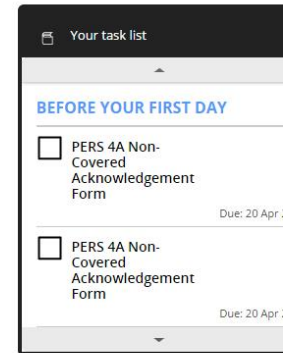 Your task list
BEFORE YOUR FIRST DAY
PERS 4A Non-
Covered
Acknowledgement
Form
Due: 20 Apr
PERS 4A Non-
Covered
Acknowledgement
Form
Due: 20 Apr